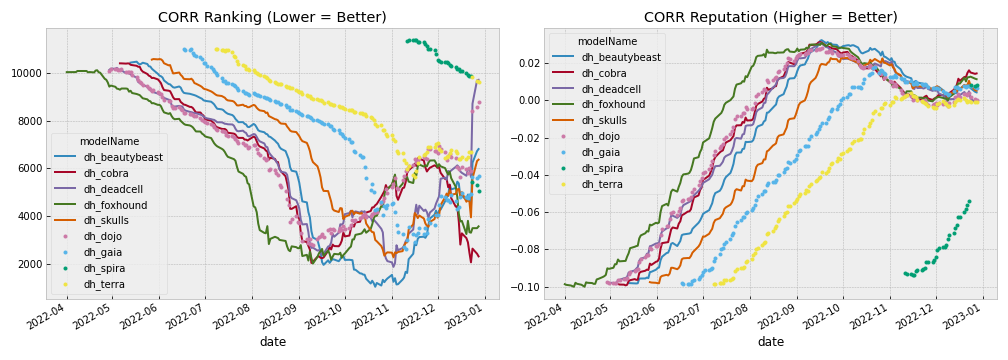 CORR Ranking (Lower = Better)
10000
8000
6000
4000
2000
modelName
dh_beautybeast
dh_cobra
dh_deadcell
dh_foxhound
dh_skulls
dh_dojo
dh_gaia
dh_spira
dh_terra
2022-04
2022-05
2022-06
2022-07
2022-08
2022-09
2022-10
2022-11
2022-12
2023-01
date
CORR Reputation (Higher = Better)
0.02
0.00
−0.02
−0.04
−0.06
−0.08
−0.10
modelName
dh_beautybeast
dh_cobra
dh_deadcell
dh_foxhound
dh_skulls
dh_dojo
dh_gaia
dh_spira
dh_terra
2022-04
2022-05
2022-06
2022-07
2022-08
2022-09
2022-10
2022-11
2022-12
2023-01
date